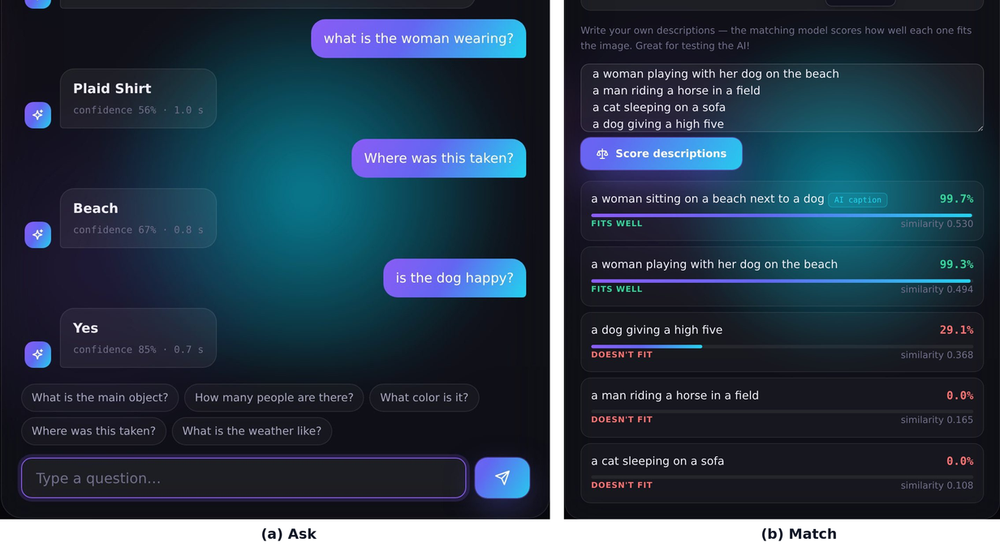 what is the woman wearing?
Plaid Shirt
confidence 56% · 1.0 s
Where was this taken?
Beach
confidence 67% · 0.8 s
is the dog happy?
Yes
confidence 85% · 0.7 s
What is the main object?
How many people are there?
What color is it?
Where was this taken?
What is the weather like?
Type a question...
(a) Ask
Write your own descriptions — the matching model scores how well each one fits
the image. Great for testing the AI!
a woman playing with her dog on the beach
a man riding a horse in a field
a cat sleeping on a sofa
a dog giving a high five
Score descriptions
a woman sitting on a beach next to a dog AI caption 99.7%
FITS WELL similarity 0.530
a woman playing with her dog on the beach 99.3%
FITS WELL similarity 0.494
a dog giving a high five 29.1%
DOESN'T FIT similarity 0.368
a man riding a horse in a field 0.0%
DOESN'T FIT similarity 0.165
a cat sleeping on a sofa 0.0%
DOESN'T FIT similarity 0.108
(b) Match